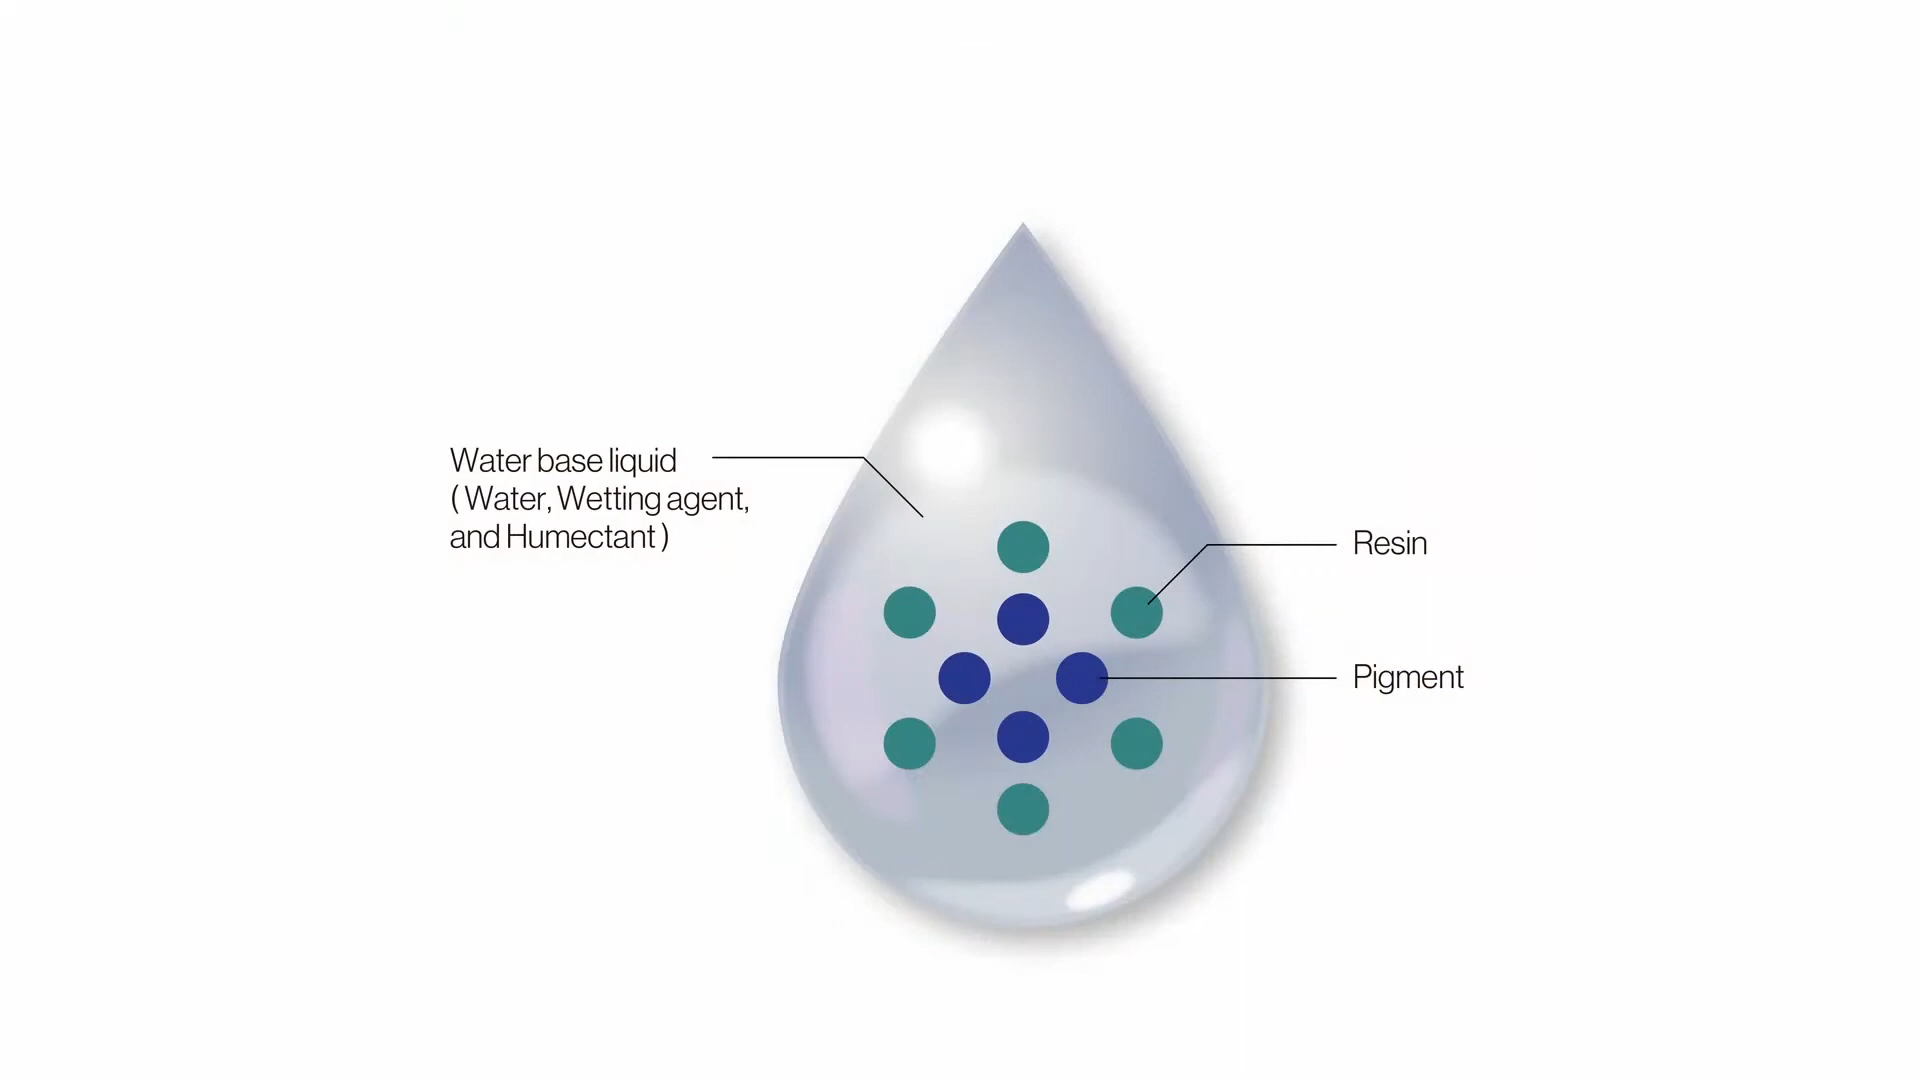 Water base liquid
( Water, Wetting agent,
and Humectant )
Resin
Pigment